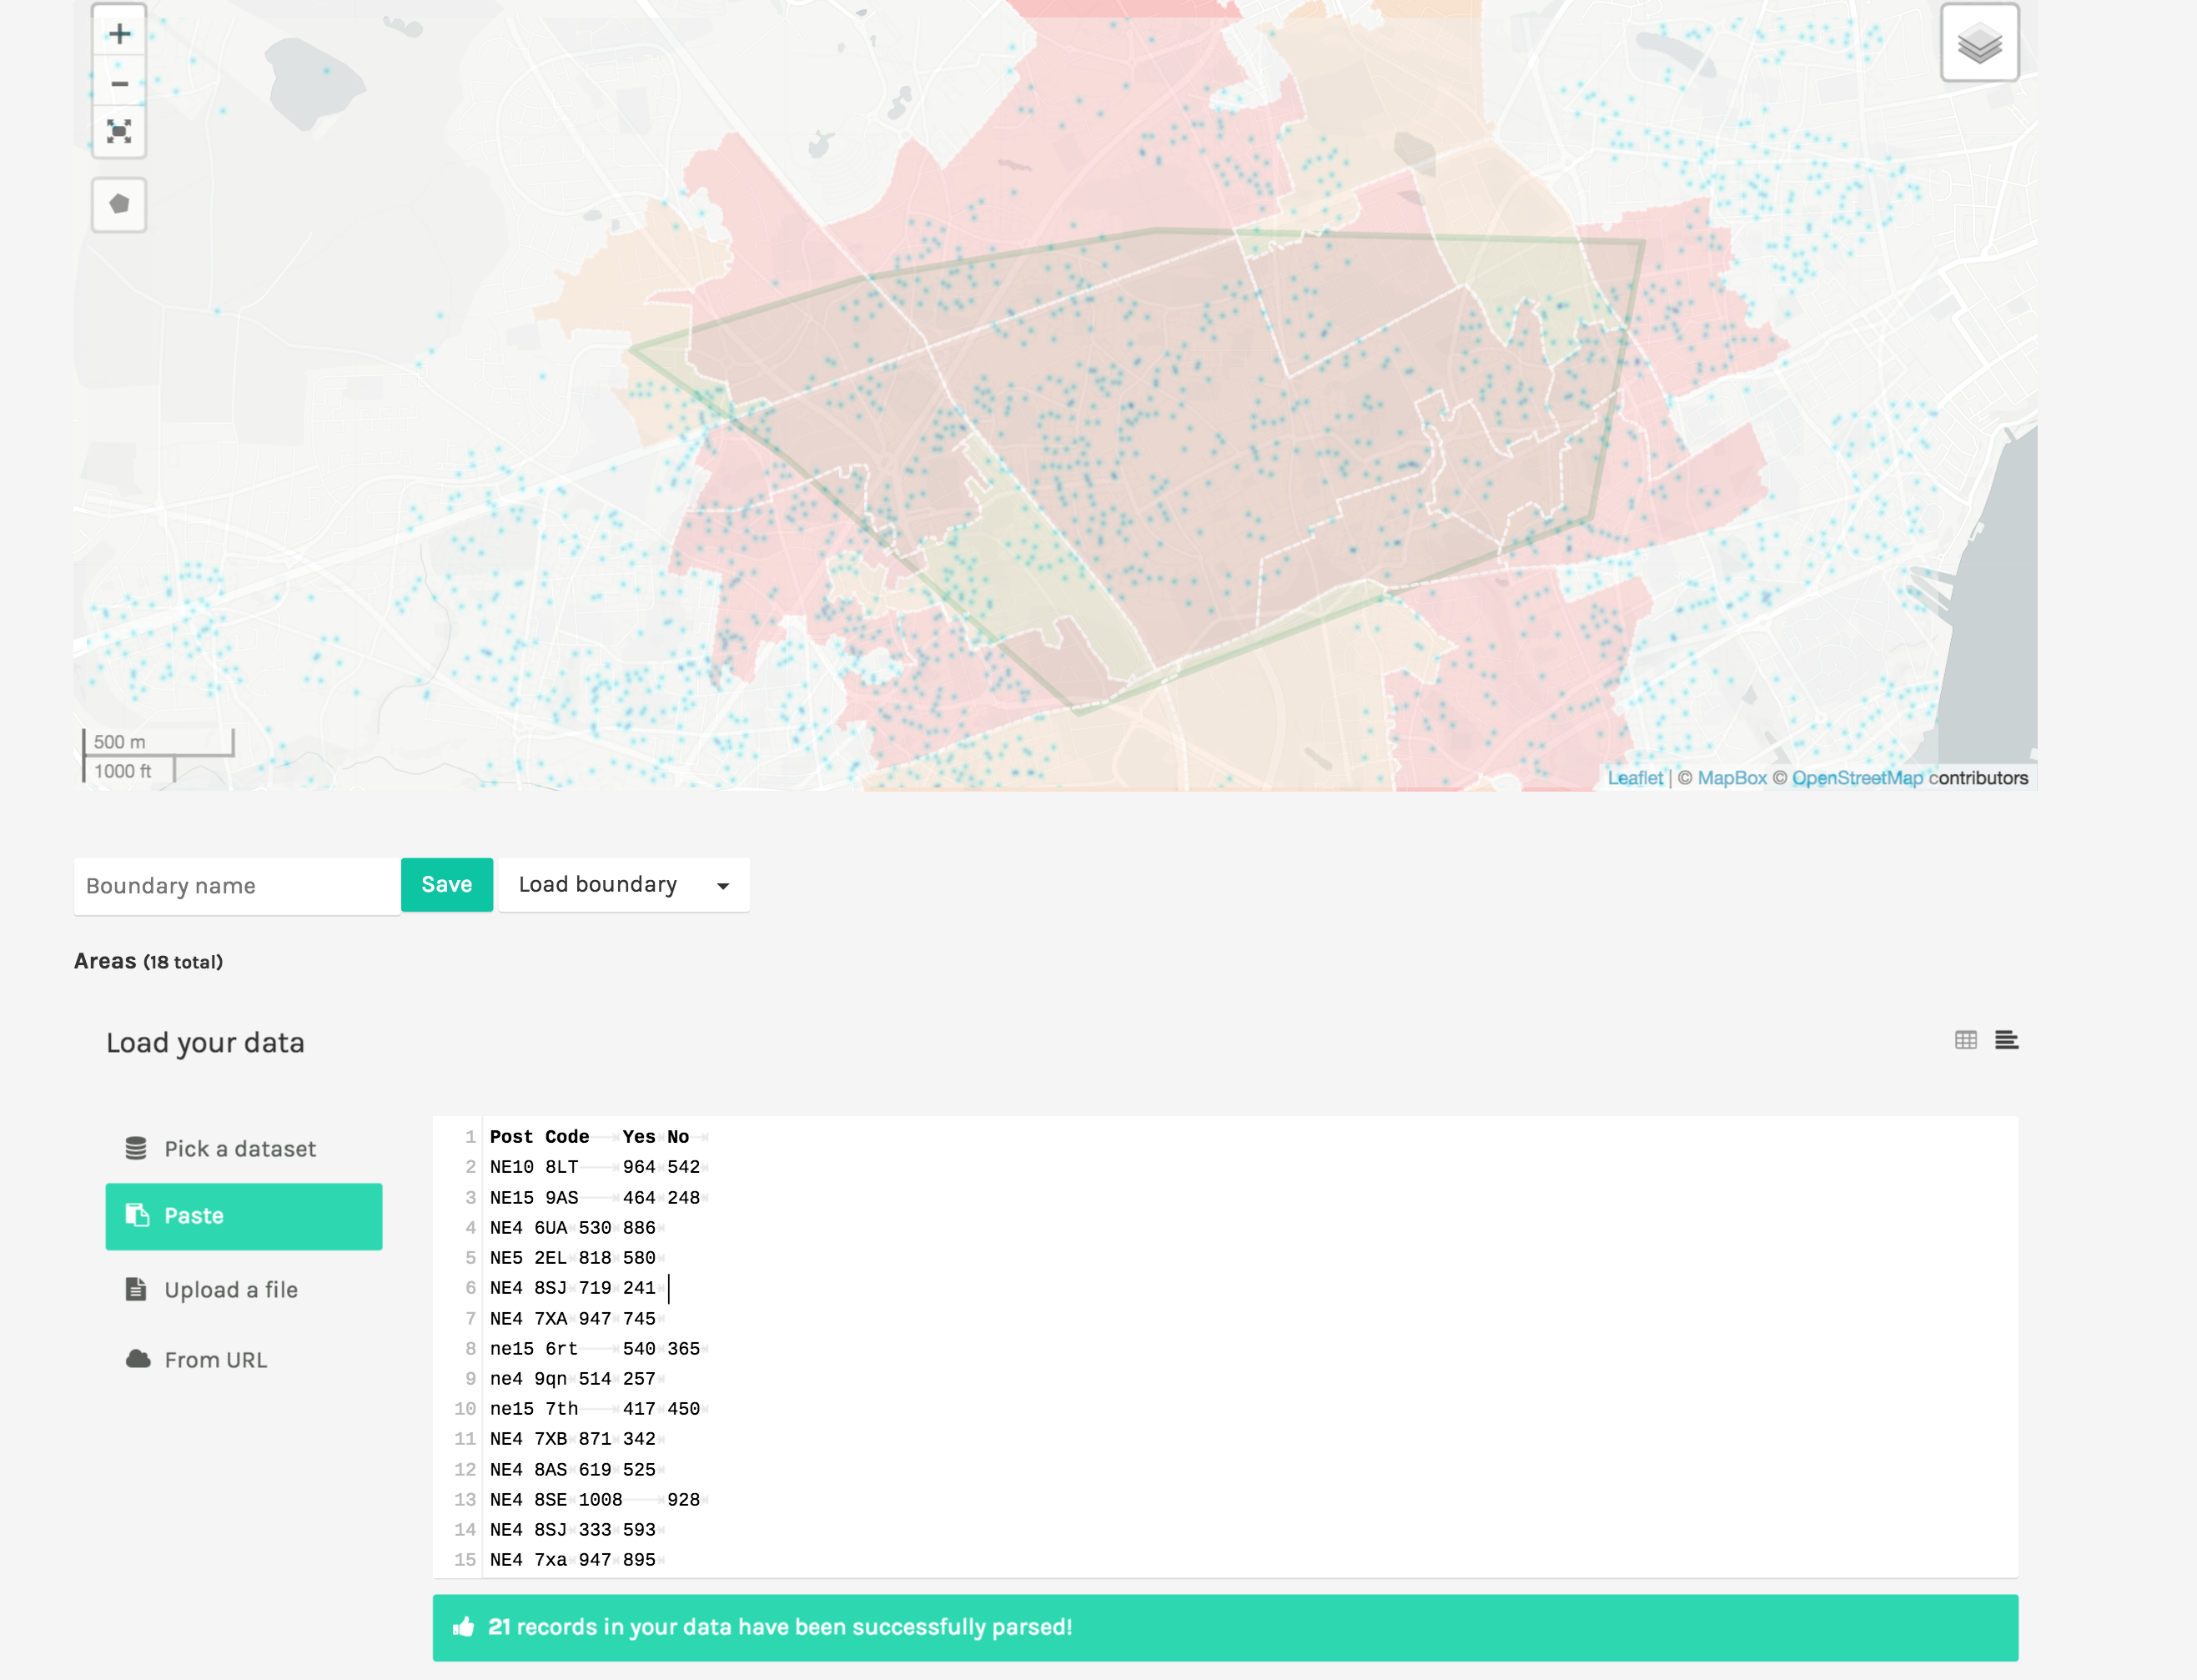 +
−
500 m
1000 ft
Leaflet | © MapBox © OpenStreetMap contributors
Boundary name
Save
Load boundary
Areas (18 total)
Load your data
Pick a dataset
Paste
Upload a file
From URL
1 Post Code Yes No
2 NE10 8LT 964 542
3 NE15 9AS 464 248
4 NE4 6UA 530 886
5 NE5 2EL 818 580
6 NE4 8SJ 719 241
7 NE4 7XA 947 745
8 ne15 6rt 540 365
9 ne4 9qn 514 257
10 ne15 7th 417 450
11 NE4 7XB 871 342
12 NE4 8AS 619 525
13 NE4 8SE 1008 928
14 NE4 8SJ 333 593
15 NE4 7xa 947 895
21 records in your data have been successfully parsed!